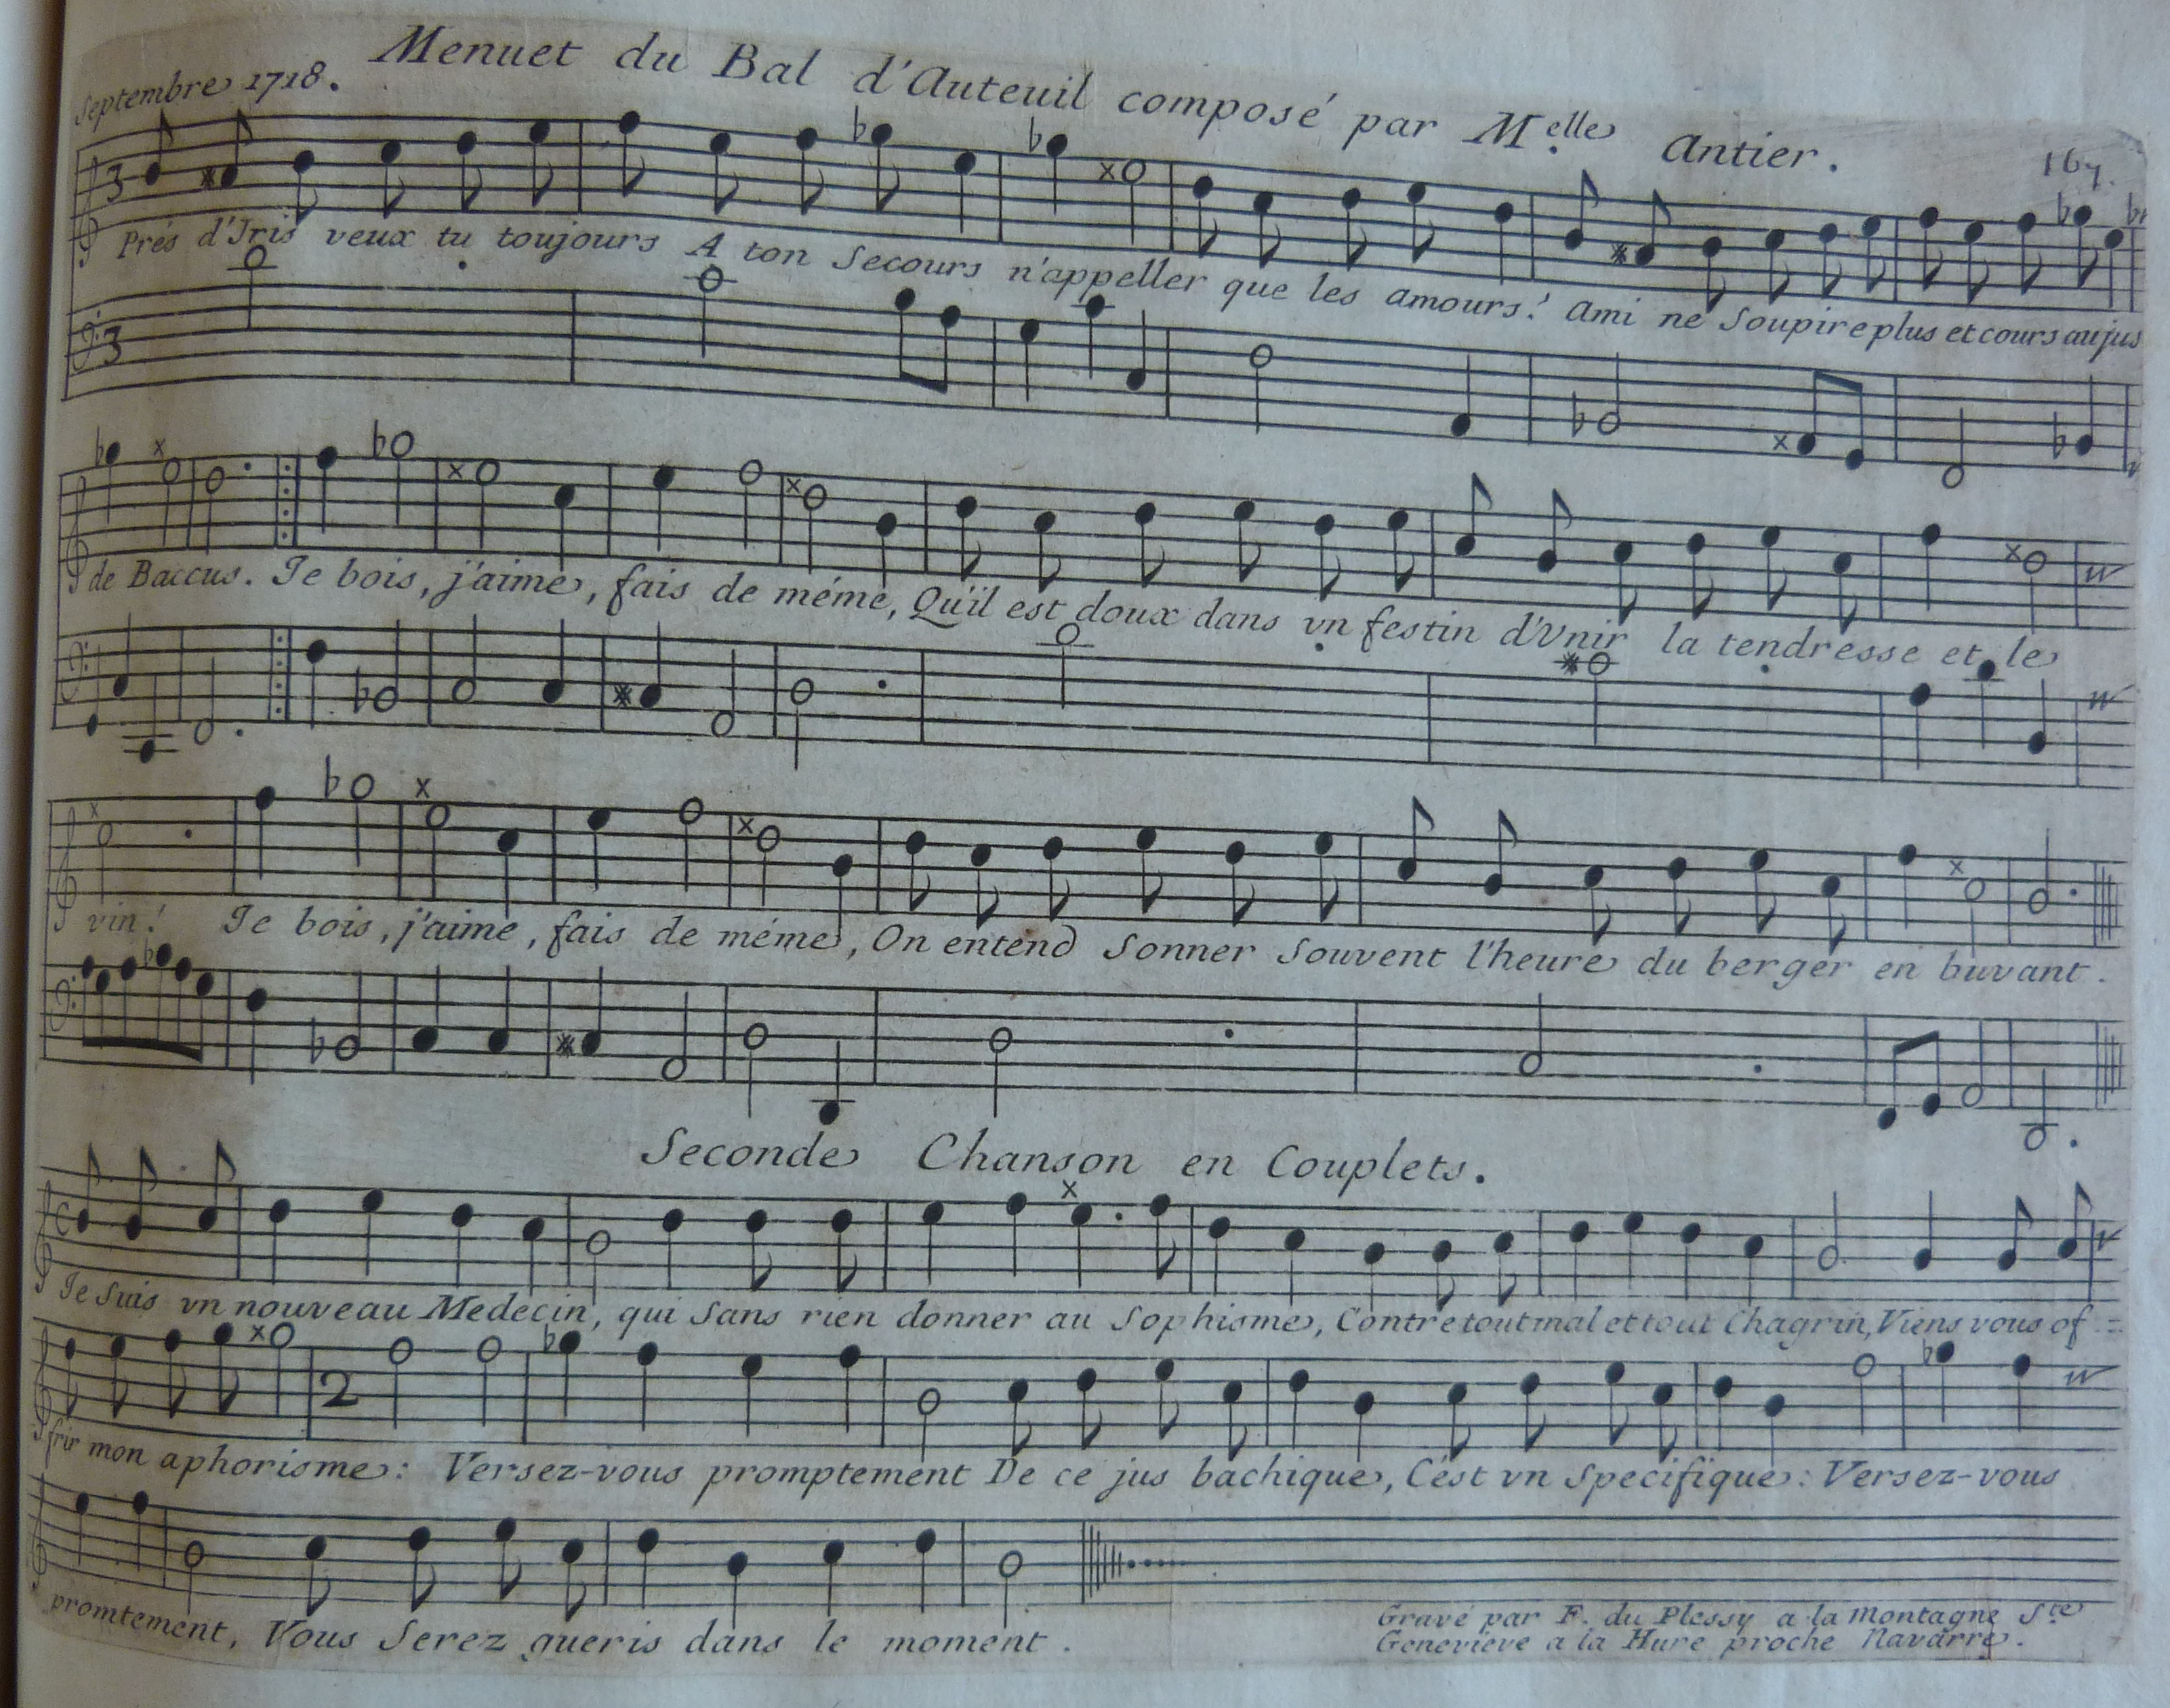 Menuet du Bal d'Auteuil composé par M.elle Antier.
Septembre 1718.
167.
3
Prés d'Iris veux tu toujours A ton Secours n'appeller que les amours! Ami ne Soupire plus et cours au jus
3
de Baccus. Je bois, j'aime, fais de méme, Qu'il est doux dans vn festin d'Vnir la tendresse et le
vin! Je bois, j'aime, fais de méme, On entend Sonner Souvent l'heure du berger en buvant.
Seconde Chanson en Couplets.
Je Suis vn nouveau Medecin, qui Sans rien donner au Sophisme, Contre tout mal et tout Chagrin, Viens vous of=
2
frir mon aphorisme: Versez-vous promptement De ce jus bachique, C'est vn Specifique: Versez-vous
promtement, Vous Serez gueris dans le moment.
Gravé par F. du Plessy a la montagne Ste
Genevieve a la Hure proche Navarre.